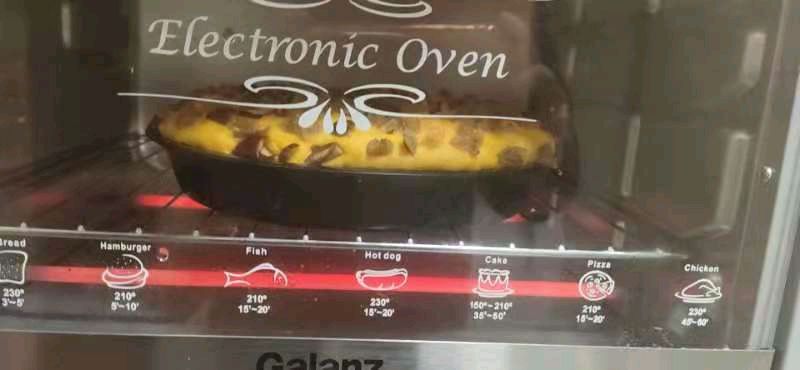 Electronic Oven
Bread
230°
3'~5'
Hamburger
210°
5'~10'
Fish
210°
15'~20'
Hot dog
230°
15'~20'
Cake
150°~210°
35'~50'
Pizza
210°
15'~20'
Chicken
230°
45'~60'
Galanz